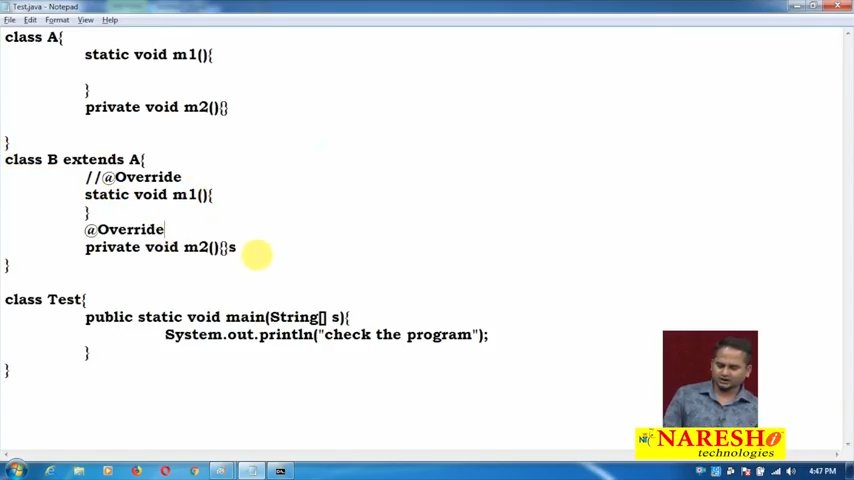 Test.java - Notepad
File Edit Format View Help
class A{
static void m1(){
}
private void m2(){}
}
class B extends A{
//@Override
static void m1(){
}
@Override
private void m2(){}s
}
class Test{
public static void main(String[] s){
System.out.println("check the program");
}
}
NARESH i
technologies
4:47 PM